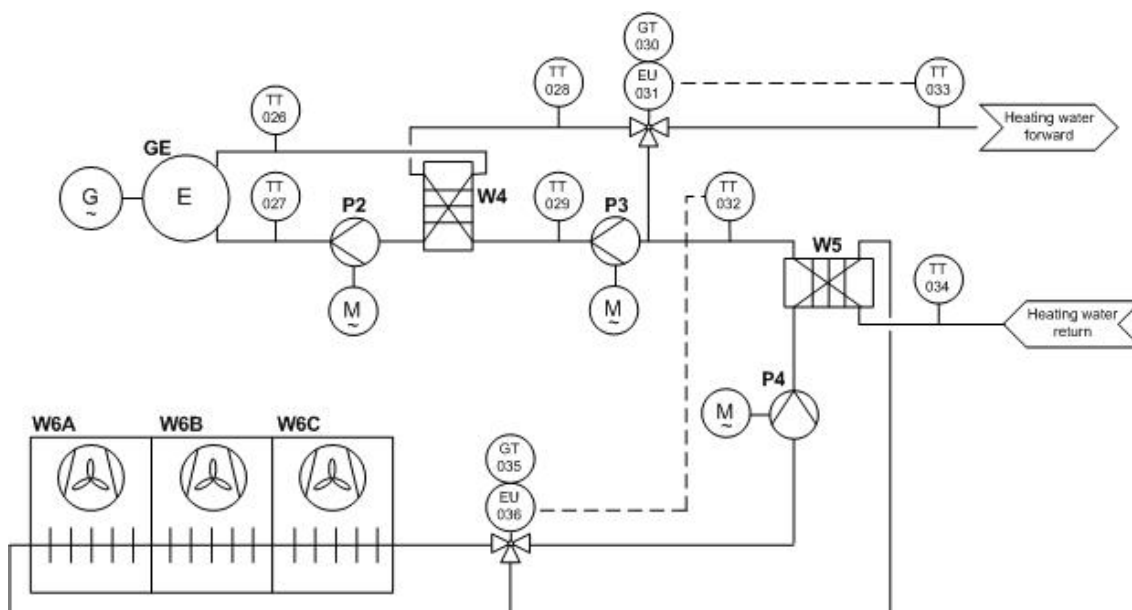 GT
030
EU
031
TT
028
TT
033
TT
026
Heating water
forward
GE
G
~
E
TT
027
P2
W4
TT
029
P3
TT
032
W5
TT
034
M
~
M
~
Heating water
return
P4
M
~
W6A
W6B
W6C
GT
035
EU
036